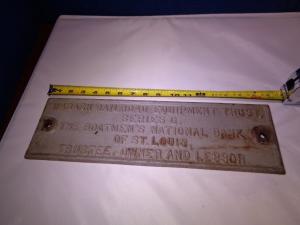 WABASH RAILROAD EQUIPMENT TRUST,
SERIES
THE BOATMEN'S NATIONAL BANK
OF ST. LOUIS,
TRUSTEE, OWNER AND LESSOR